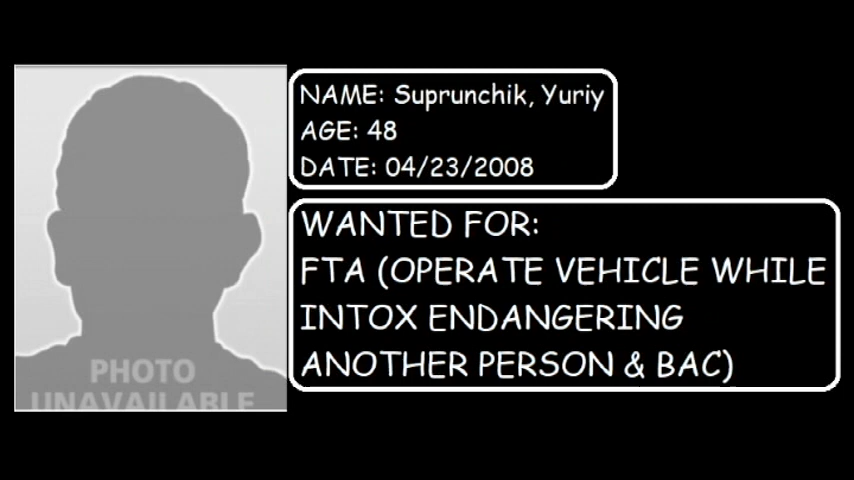 NAME: Suprunchik, Yuriy
AGE: 48
DATE: 04/23/2008
WANTED FOR:
FTA (OPERATE VEHICLE WHILE
INTOX ENDANGERING
ANOTHER PERSON & BAC)
PHOTO
UNAVAILABLE